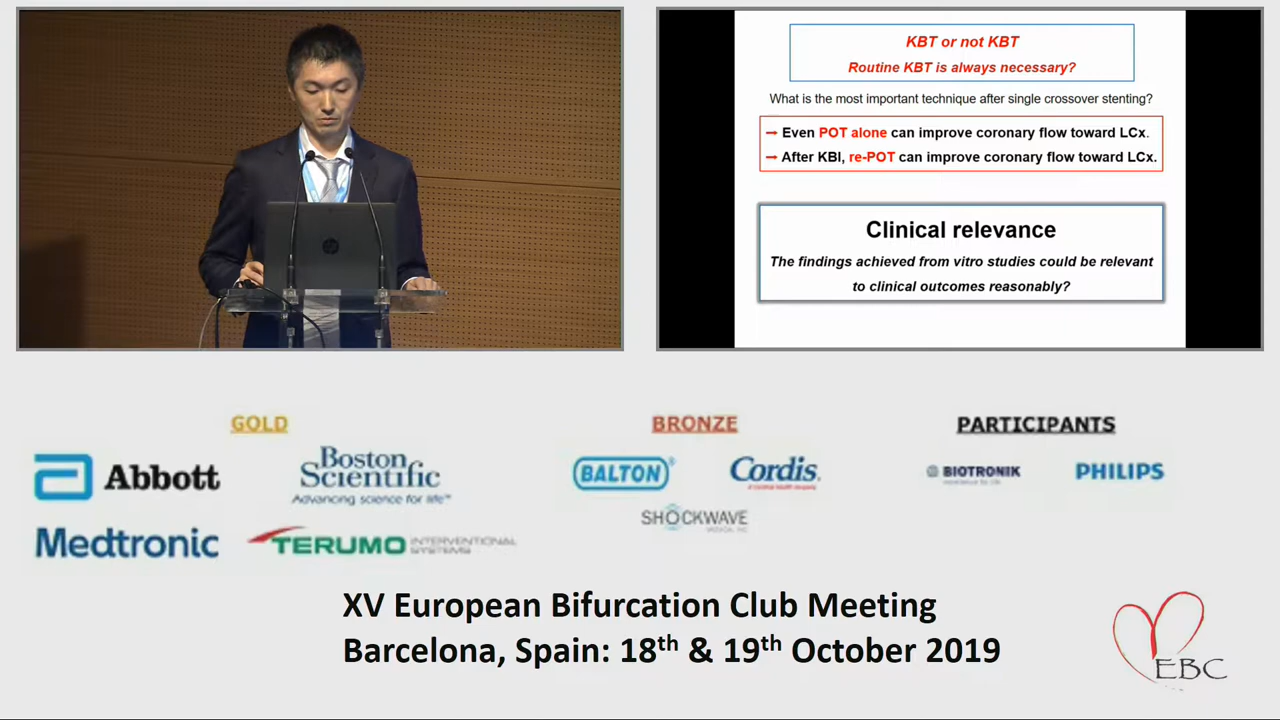 KBT or not KBT
Routine KBT is always necessary?
What is the most important technique after single crossover stenting?
→ Even POT alone can improve coronary flow toward LCx.
→ After KBI, re-POT can improve coronary flow toward LCx.
Clinical relevance
The findings achieved from vitro studies could be relevant
to clinical outcomes reasonably?
GOLD
Abbott
Boston
Scientific
Advancing science for life™
Medtronic
TERUMO INTERVENTIONAL
SYSTEMS
BRONZE
BALTON®
Cordis
SHOCKWAVE
PARTICIPANTS
BIOTRONIK
PHILIPS
XV European Bifurcation Club Meeting
Barcelona, Spain: 18th & 19th October 2019
EBC